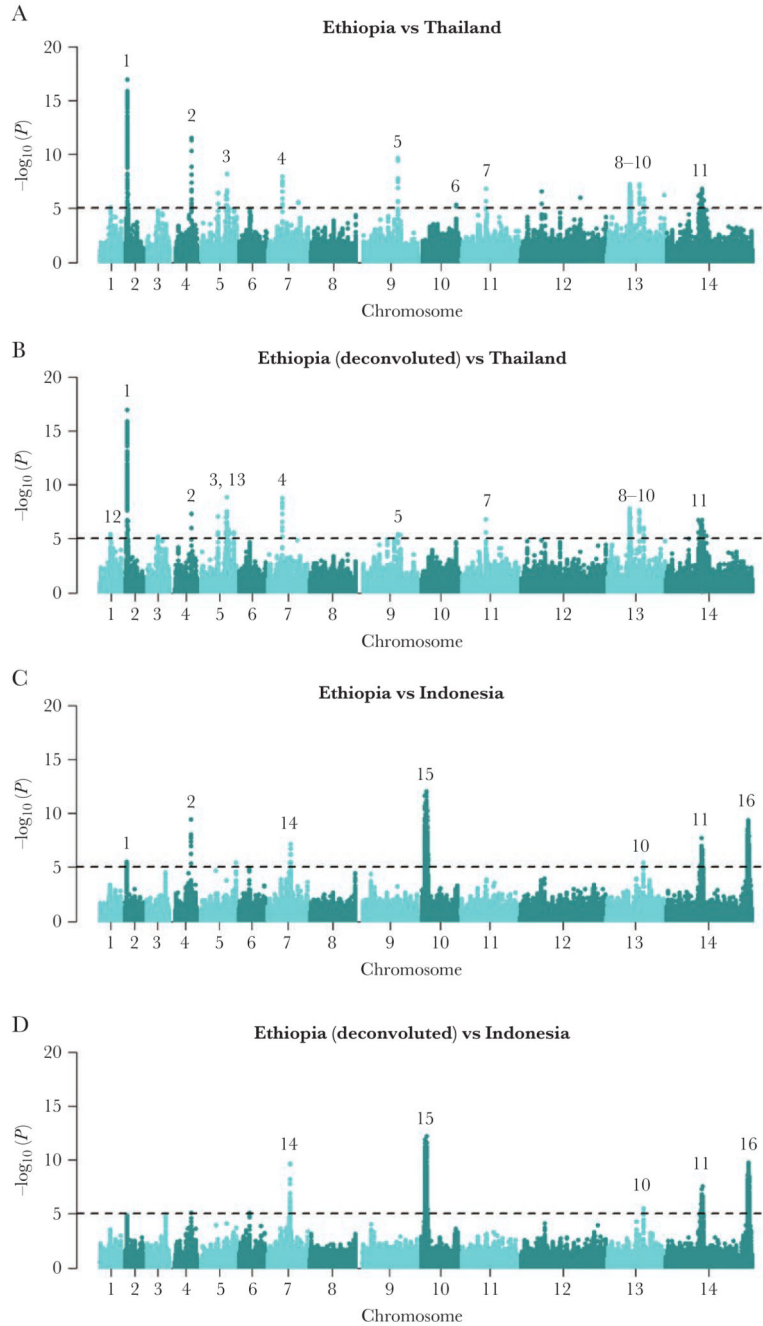 A
Ethiopia vs Thailand
–log10 (P)
20
15
10
5
0
1
2
3
4
5
6
7
8–10
11
1 2 3 4 5 6 7 8 9 10 11 12 13 14
Chromosome
B
Ethiopia (deconvoluted) vs Thailand
–log10 (P)
20
15
10
5
0
12
1
2
3, 13
4
5
7
8–10
11
1 2 3 4 5 6 7 8 9 10 11 12 13 14
Chromosome
C
Ethiopia vs Indonesia
–log10 (P)
20
15
10
5
0
1
2
14
15
10
11
16
1 2 3 4 5 6 7 8 9 10 11 12 13 14
Chromosome
D
Ethiopia (deconvoluted) vs Indonesia
–log10 (P)
20
15
10
5
0
14
15
10
11
16
1 2 3 4 5 6 7 8 9 10 11 12 13 14
Chromosome